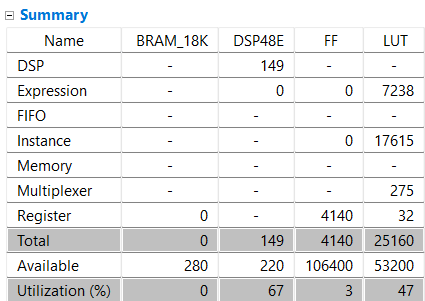 Summary
Name BRAM_18K DSP48E FF LUT
DSP - 149 - -
Expression - 0 0 7238
FIFO - - - -
Instance - - 0 17615
Memory - - - -
Multiplexer - - - 275
Register 0 - 4140 32
Total 0 149 4140 25160
Available 280 220 106400 53200
Utilization (%) 0 67 3 47